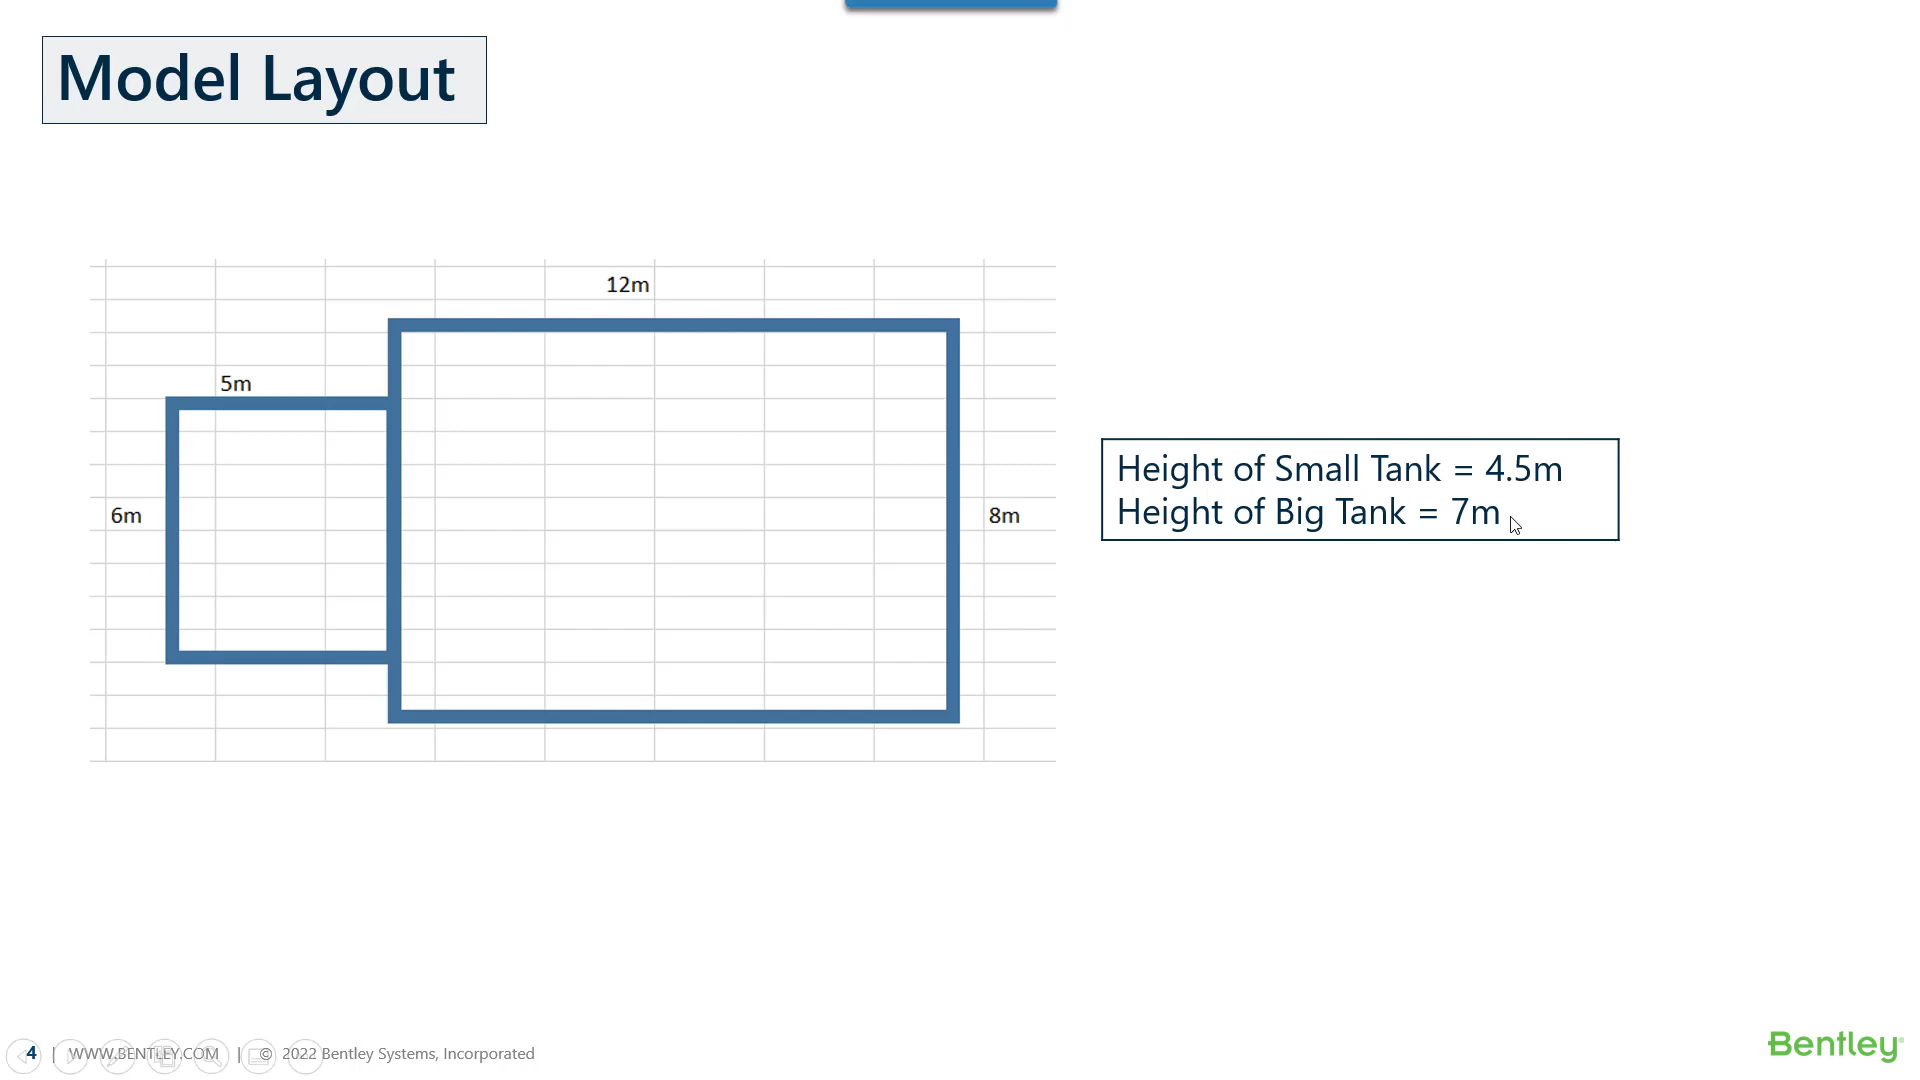 Model Layout
12m
5m
6m
8m
Height of Small Tank = 4.5m
Height of Big Tank = 7m
4 | WWW.BENTLEY.COM | © 2022 Bentley Systems, Incorporated
Bentley®